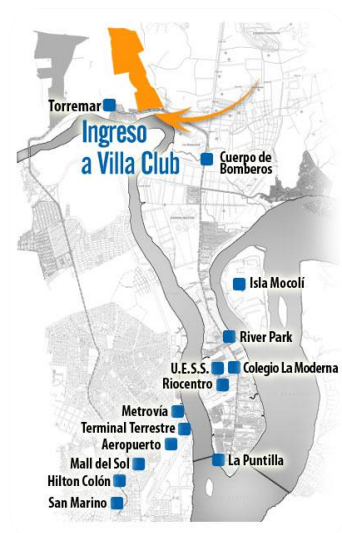 Torremar
Ingreso
a Villa Club
Cuerpo de
Bomberos
Isla Mocolí
River Park
U.E.S.S.
Colegio La Moderna
Riocentro
Metrovía
Terminal Terrestre
Aeropuerto
Mall del Sol
La Puntilla
Hilton Colón
San Marino